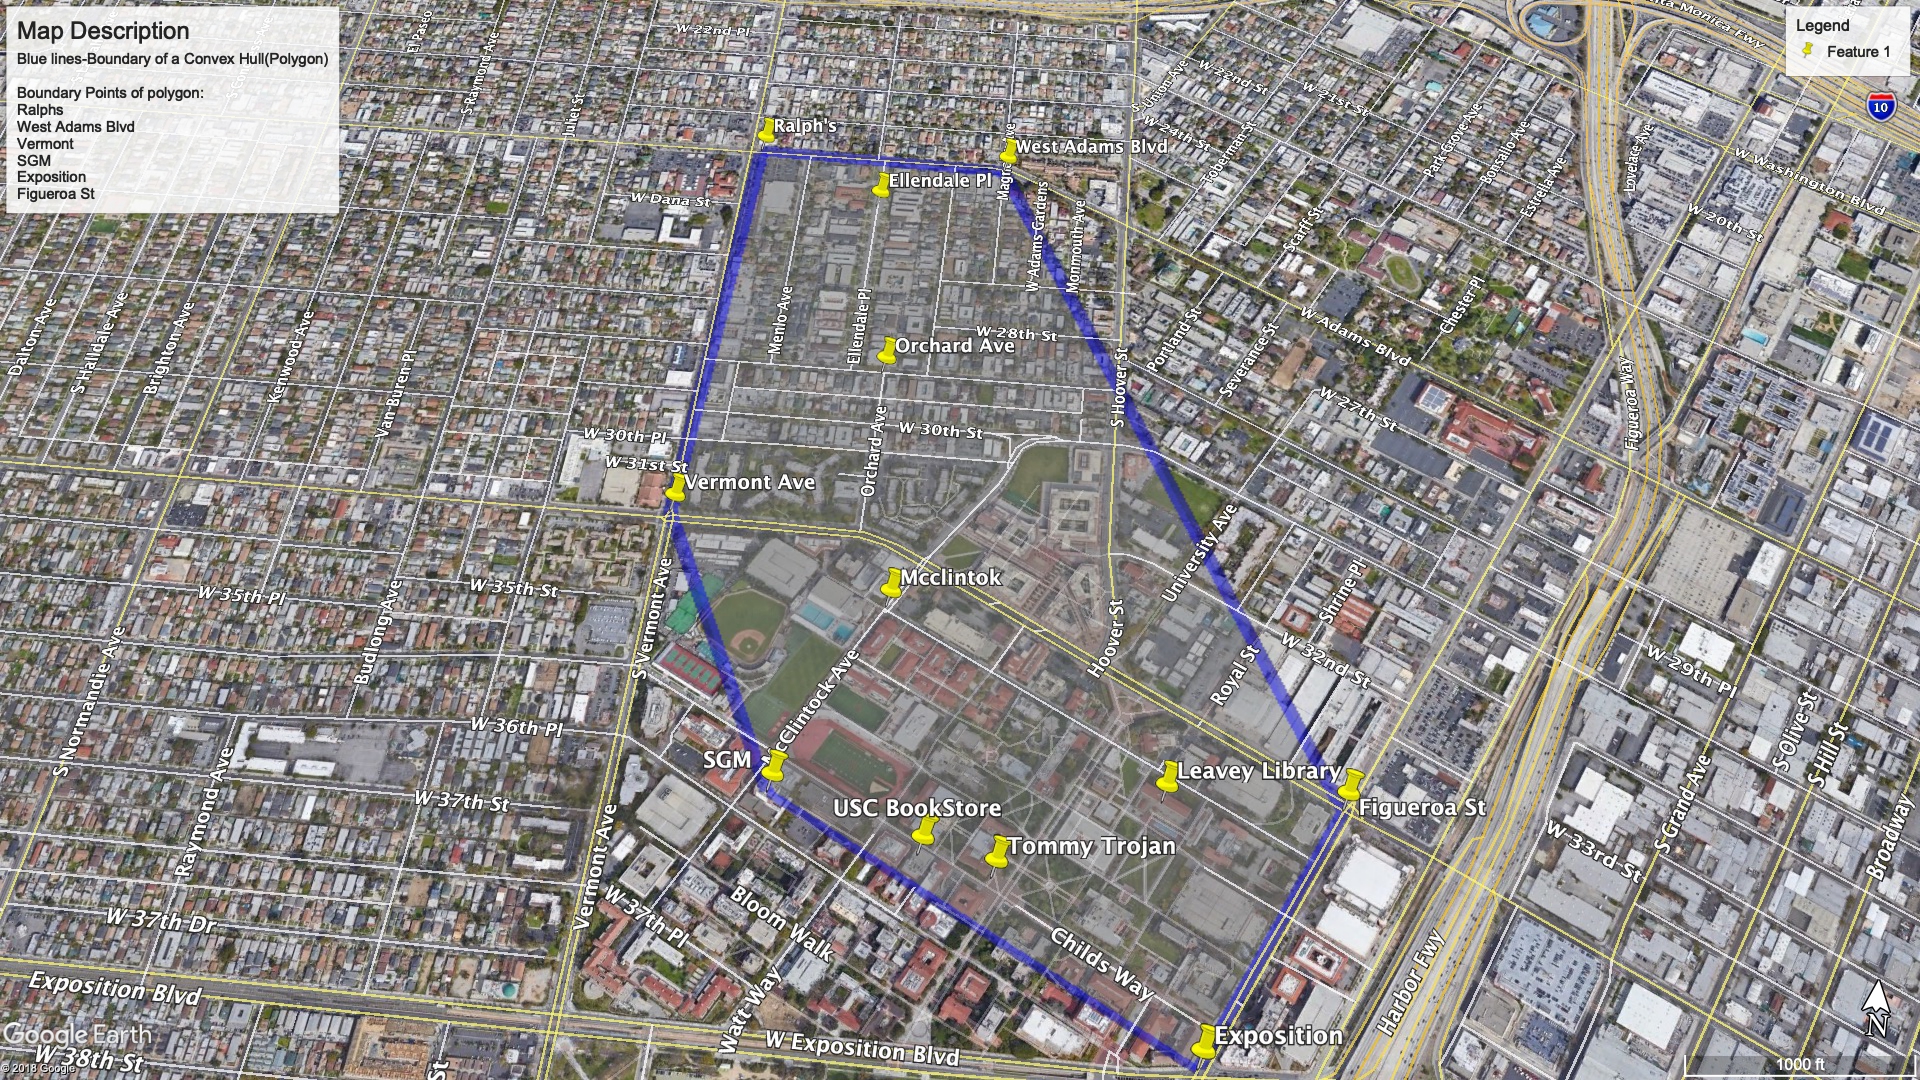 Map Description
Blue lines-Boundary of a Convex Hull(Polygon)
Boundary Points of polygon:
Ralphs
West Adams Blvd
Vermont
SGM
Exposition
Figueroa St
Legend
Feature 1
10
W 22nd Pl
El Paseo
S Raymond Ave
Juliet St
S Union Ave
W 22nd St
W 21st St
W 24th St
Toberman St
Park Grove Ave
Bonsallo Ave
Estrella Ave
Lovelace Ave
W Washington Blvd
W 20th St
Ralph's
West Adams Blvd
Ellendale Pl
W Dana St
W Adams Gardens
Monmouth Ave
Scarff St
Chester Pl
Dalton Ave
S Halldale Ave
Brighton Ave
Kenwood Ave
Van Buren Pl
Menlo Ave
Ellendale Pl
W 28th St
Orchard Ave
S Hoover St
Portland St
Severance St
W Adams Blvd
W 27th St
Figueroa Way
W 30th Pl
W 31st St
Orchard Ave
W 30th St
Vermont Ave
University Ave
W 35th Pl
W 35th St
Budlong Ave
S Vermont Ave
Mcclintok
Hoover St
Shrine Pl
W 32nd St
Royal St
W 29th Pl
S Normandie Ave
W 36th Pl
McClintock Ave
S Olive St
S Hill St
SGM
Raymond Ave
W 37th St
Leavey Library
Figueroa St
USC BookStore
Tommy Trojan
S Grand Ave
Broadway
W 33rd St
Vermont Ave
W 37th Dr
W 37th Pl
Bloom Walk
Childs Way
Harbor Fwy
Exposition Blvd
Watt Way
W Exposition Blvd
Exposition
N
Google Earth
W 38th St
St
© 2018 Google
1000 ft